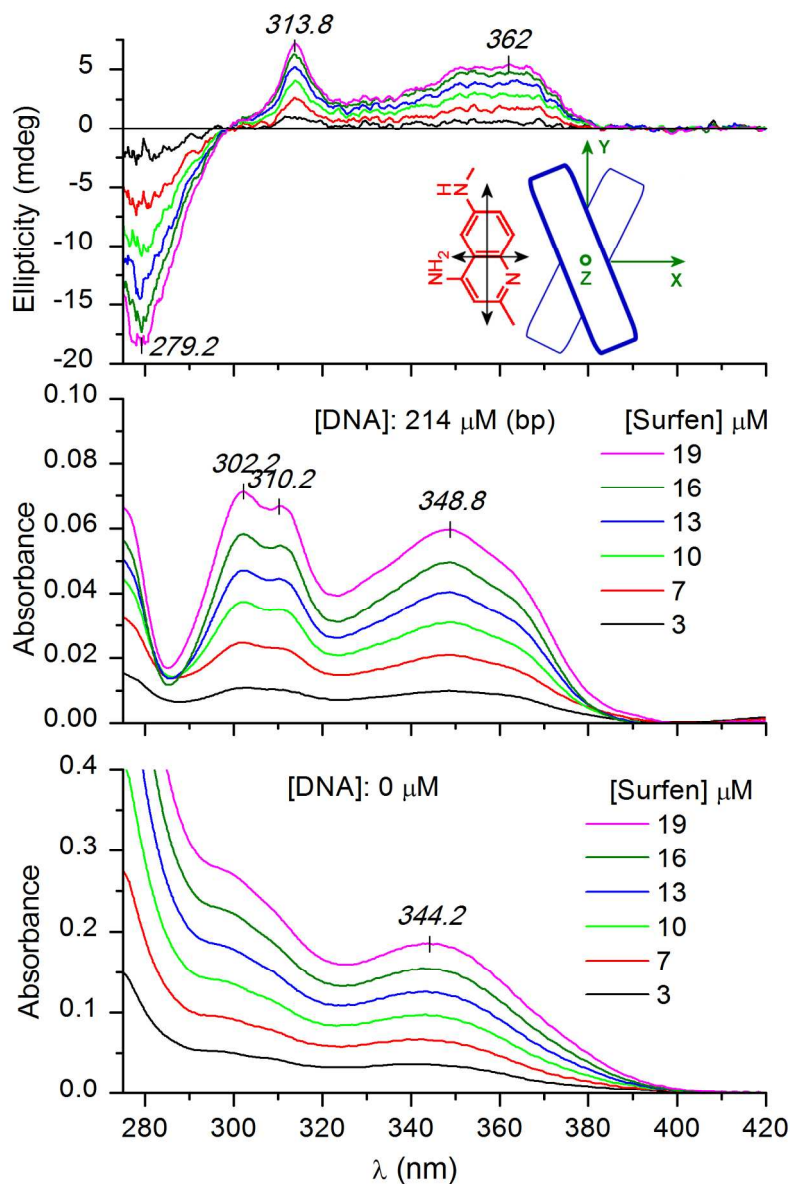 313.8
362
5
0
-5
-10
-15
-20
Ellipticity (mdeg)
279.2
H
N
NH2
N
Y
Z
X
0.10
0.08
0.06
0.04
0.02
0.00
Absorbance
[DNA]: 214 μM (bp)
302.2
310.2
348.8
[Surfen] μM
19
16
13
10
7
3
0.4
0.3
0.2
0.1
0.0
Absorbance
[DNA]: 0 μM
344.2
[Surfen] μM
19
16
13
10
7
3
280 300 320 340 360 380 400 420
λ (nm)